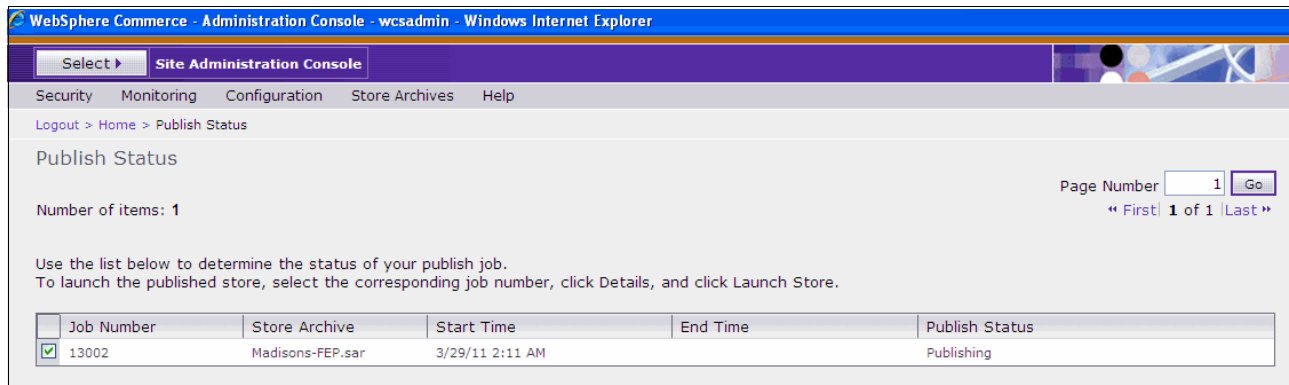 WebSphere Commerce - Administration Console - wcsadmin - Windows Internet Explorer
Select Site Administration Console
Security Monitoring Configuration Store Archives Help
Logout > Home > Publish Status
Publish Status
Page Number 1 Go
Number of items: 1
« First| 1 of 1 |Last »
Use the list below to determine the status of your publish job.
To launch the published store, select the corresponding job number, click Details, and click Launch Store.
Job Number Store Archive Start Time End Time Publish Status
13002 Madisons-FEP.sar 3/29/11 2:11 AM Publishing